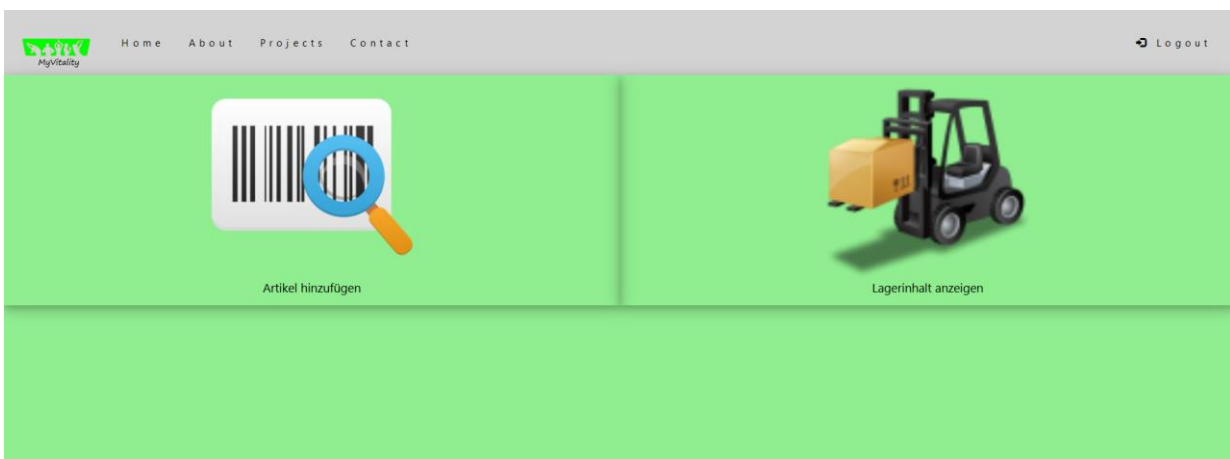 MyVitality
Home About Projects Contact
Logout
Artikel hinzufügen
Lagerinhalt anzeigen